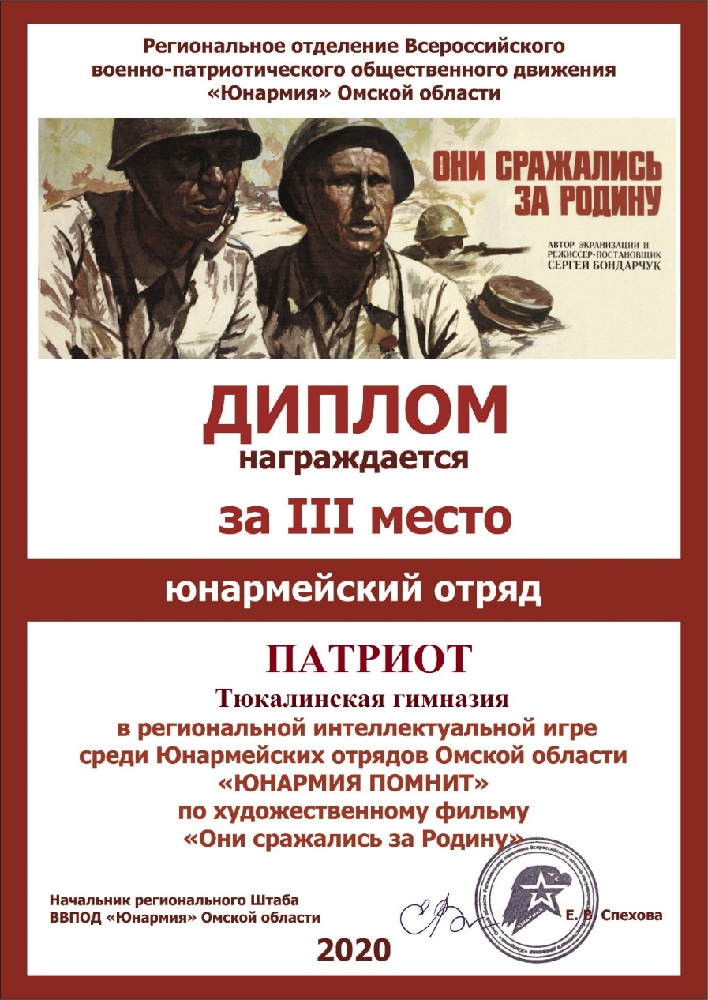 Региональное отделение Всероссийского
военно-патриотического общественного движения
«Юнармия» Омской области
ОНИ СРАЖАЛИСЬ
ЗА РОДИНУ
АВТОР ЭКРАНИЗАЦИИ И
РЕЖИССЕР-ПОСТАНОВЩИК
СЕРГЕЙ БОНДАРЧУК
ДИПЛОМ
награждается
за III место
юнармейский отряд
ПАТРИОТ
Тюкалинская гимназия
в региональной интеллектуальной игре
среди Юнармейских отрядов Омской области
«ЮНАРМИЯ ПОМНИТ»
по художественному фильму
«Они сражались за Родину»
Начальник регионального Штаба
ВВПОД «Юнармия» Омской области
Е. В. Спехова
ЮНАРМИЯ
2020